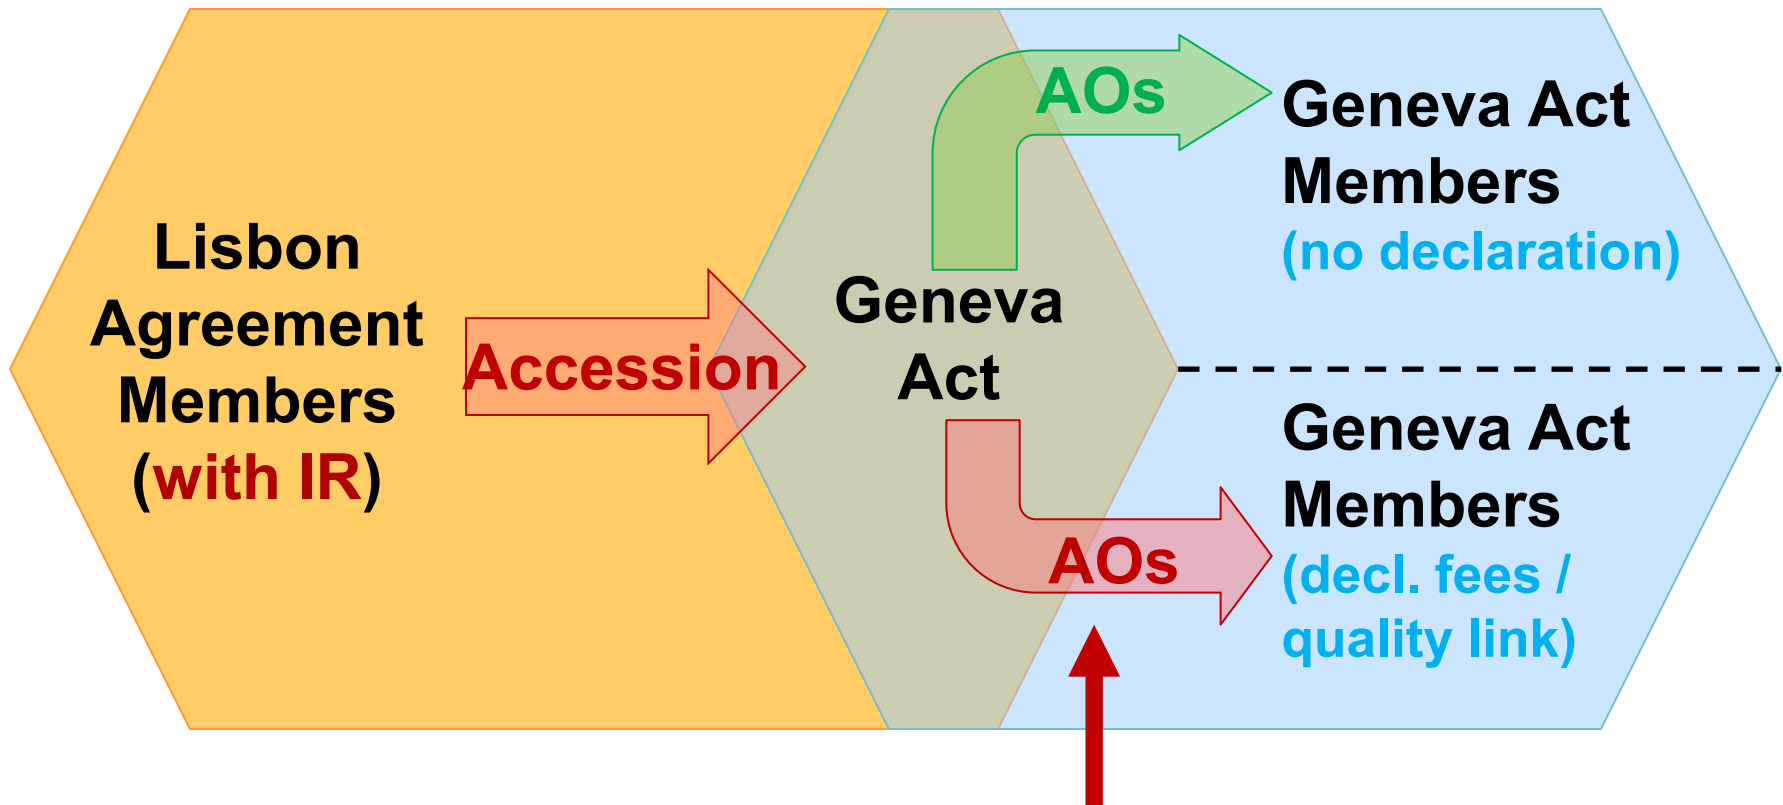 Lisbon
Agreement
Members
(with IR)
Accession
Geneva
Act
AOs
Geneva Act
Members
(no declaration)
AOs
Geneva Act
Members
(decl. fees /
quality link)